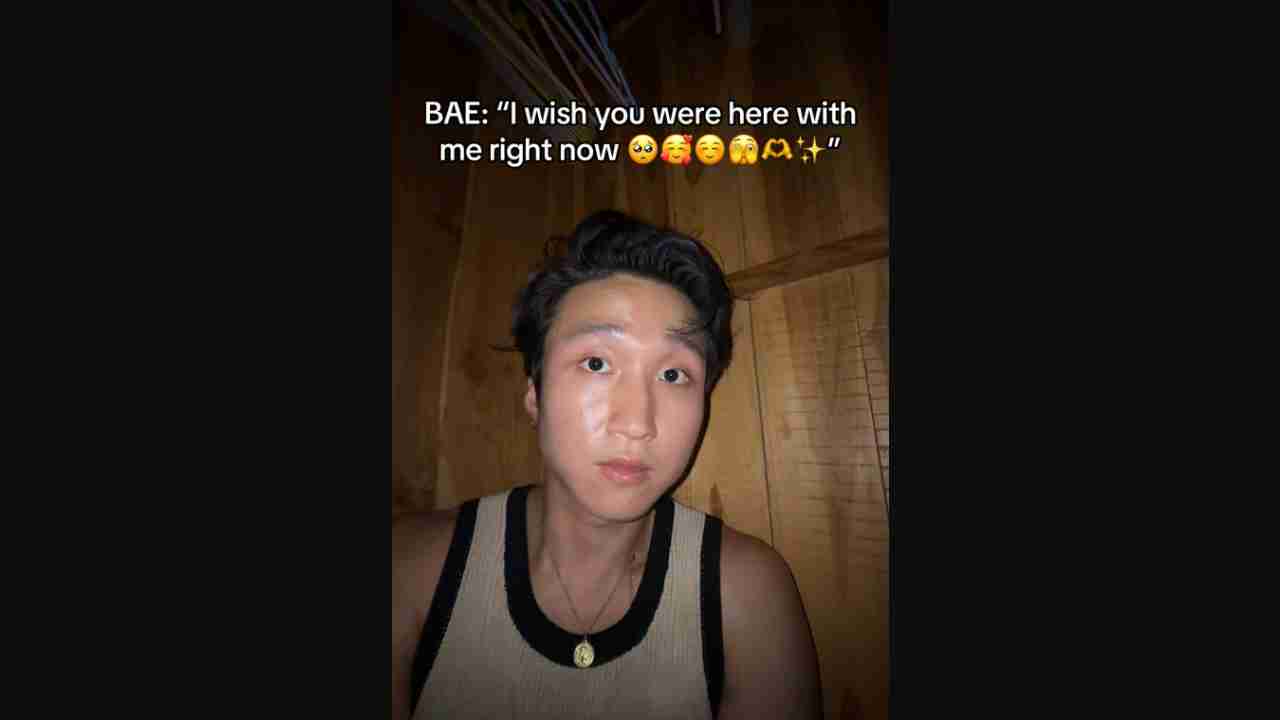 BAE: “I wish you were here with
me right now 🥺🥰☺️🫣🫶✨”